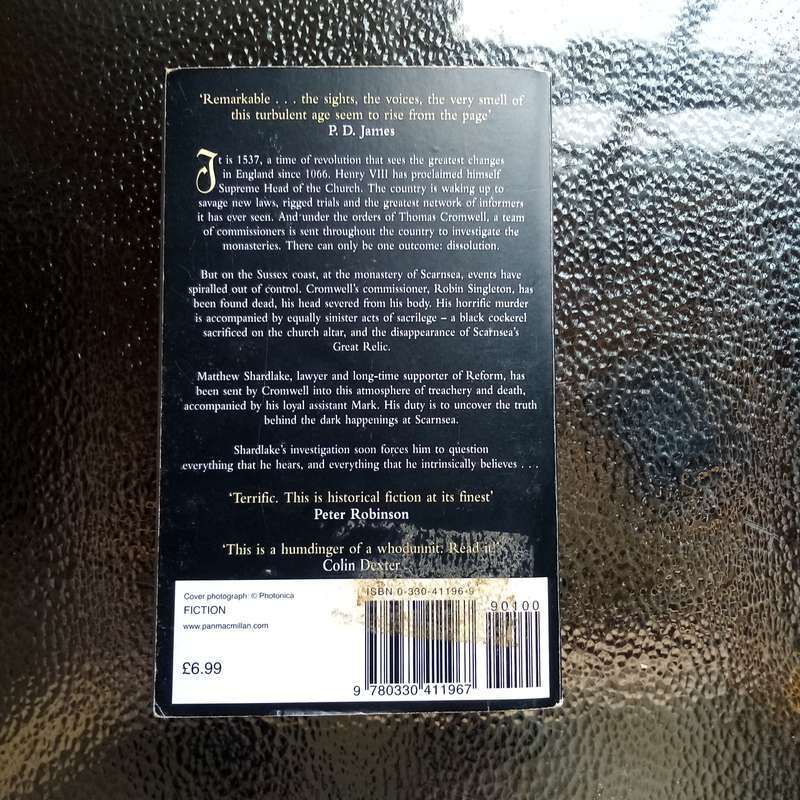 ‘Remarkable . . . the sights, the voices, the very smell of
this turbulent age seem to rise from the page’
P. D. James
It is 1537, a time of revolution that sees the greatest changes
in England since 1066. Henry VIII has proclaimed himself
Supreme Head of the Church. The country is waking up to
savage new laws, rigged trials and the greatest network of informers
it has ever seen. And under the orders of Thomas Cromwell, a team
of commissioners is sent throughout the country to investigate the
monasteries. There can only be one outcome: dissolution.
But on the Sussex coast, at the monastery of Scarnsea, events have
spiralled out of control. Cromwell’s commissioner, Robin Singleton, has
been found dead, his head severed from his body. His horrific murder
is accompanied by equally sinister acts of sacrilege – a black cockerel
sacrificed on the church altar, and the disappearance of Scarnsea’s
Great Relic.
Matthew Shardlake, lawyer and long-time supporter of Reform, has
been sent by Cromwell into this atmosphere of treachery and death,
accompanied by his loyal assistant Mark. His duty is to uncover the truth
behind the dark happenings at Scarnsea.
Shardlake’s investigation soon forces him to question
everything that he hears, and everything that he intrinsically believes . . .
‘Terrific. This is historical fiction at its finest’
Peter Robinson
‘This is a humdinger of a whodunnit. Read it!’
Colin Dexter
Cover photograph: © Photonica
FICTION
www.panmacmillan.com
£6.99
ISBN 0-330-41196-9
90100
9 780330 411967